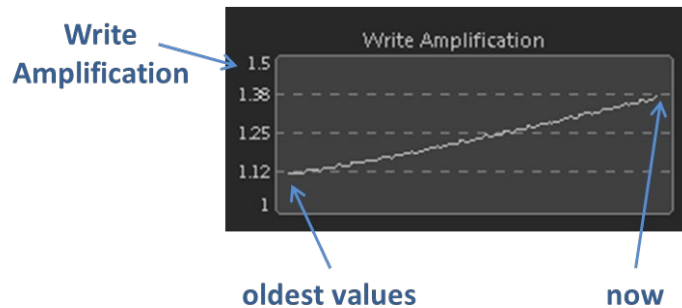 Write
Amplification
Write Amplification
1.5
1.38
1.25
1.12
1
oldest values
now